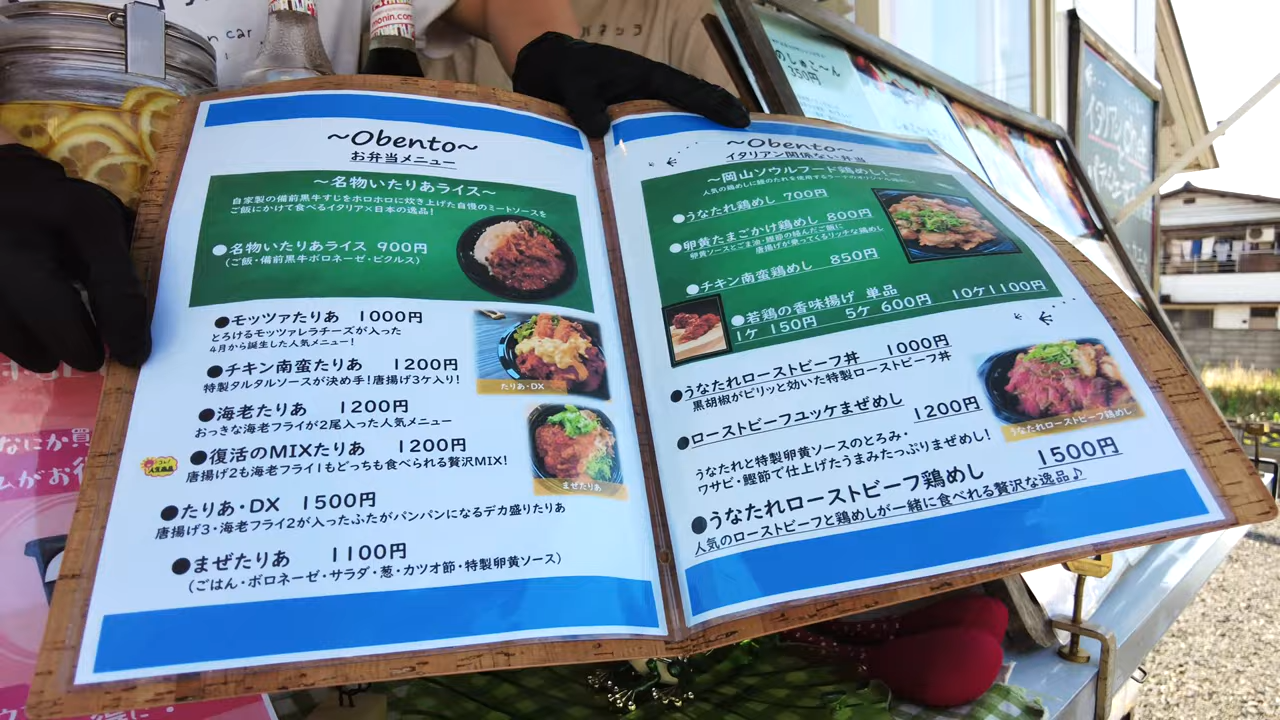 ~Obento~
お弁当メニュー
~名物いたりあライス~
自家製の備前黒牛すじをホロホロに炊き上げた自慢のミートソースを
ご飯にかけて食べるイタリア×日本の逸品!
●名物いたりあライス 900円
(ご飯・備前黒牛ボロネーゼ・ピクルス)
●モッツァたりあ 1000円
とろけるモッツァレラチーズが入った
4月から誕生した人気メニュー!
●チキン南蛮たりあ 1200円
特製タルタルソースが決め手!唐揚げ3ケ入り!
たりあ・DX
●海老たりあ 1200円
おっきな海老フライが2尾入った人気メニュー
●復活のMIXたりあ 1200円
唐揚げ2も海老フライ1もどっちも食べられる贅沢MIX!
まぜたりあ
●たりあ・DX 1500円
唐揚げ3・海老フライ2が入ったふたがパンパンになるデカ盛りたりあ
●まぜたりあ 1100円
(ごはん・ボロネーゼ・サラダ・葱・カツオ節・特製卵黄ソース)
~Obento~
イタリアン関係ない弁当
~岡山ソウルフード鶏めし!~
●うなたれ鶏めし 700円
●卵黄たまごかけ鶏めし 800円
卵黄ソースとごま油・鰹節の絡んだご飯に
唐揚げが乗ってくるリッチな鶏めし
●チキン南蛮鶏めし 850円
●若鶏の香味揚げ 単品
1ケ 150円 5ケ 600円 10ケ1100円
●うなたれローストビーフ丼 1000円
黒胡椒がピリッと効いた特製ローストビーフ丼
●ローストビーフユッケまぜめし
1200円
うなたれと特製卵黄ソースのとろみ・
ワサビ・鰹節で仕上げたうまみたっぷりまぜめし!
うなたれローストビーフ鶏めし
●うなたれローストビーフ鶏めし 1500円
人気のローストビーフと鶏めしが一緒に食べれる贅沢な逸品♪
350円
イタリアン
なにか買
monin.com